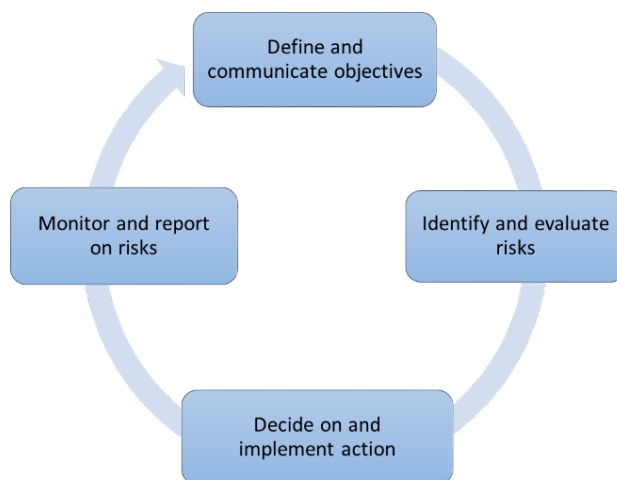 Define and
communicate objectives
Identify and evaluate
risks
Decide on and
implement action
Monitor and report
on risks